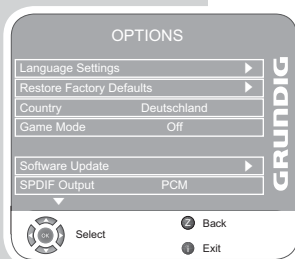 OPTIONS
Language Settings
Restore Factory Defaults
Country Deutschland
Game Mode Off
Software Update
SPDIF Output PCM
GRUNDIG
OK
Select
Z Back
i Exit